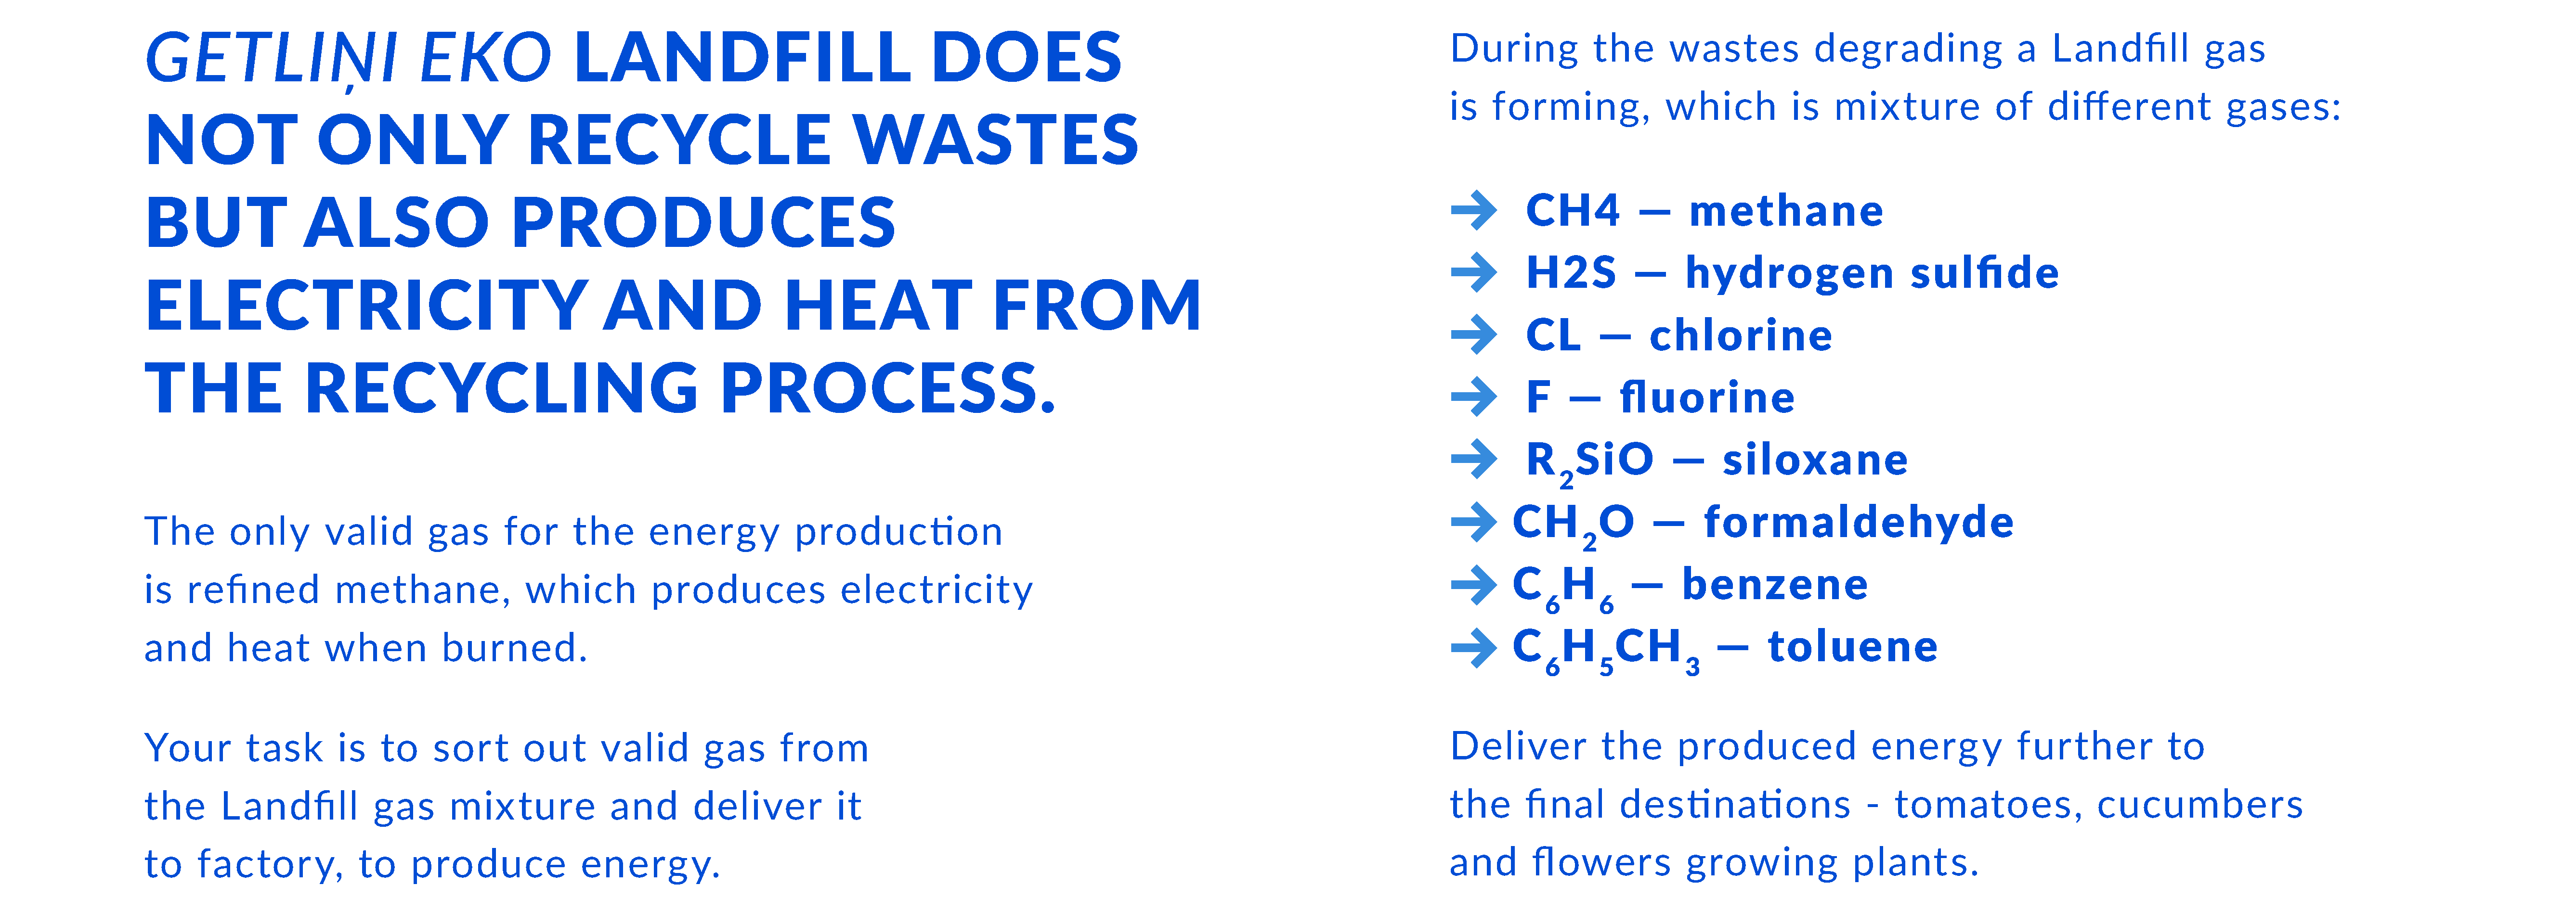 GETLIŅI EKO LANDFILL DOES
NOT ONLY RECYCLE WASTES
BUT ALSO PRODUCES
ELECTRICITY AND HEAT FROM
THE RECYCLING PROCESS.
The only valid gas for the energy production
is refined methane, which produces electricity
and heat when burned.
Your task is to sort out valid gas from
the Landfill gas mixture and deliver it
to factory, to produce energy.
During the wastes degrading a Landfill gas
is forming, which is mixture of different gases:
→ CH4 — methane
→ H2S — hydrogen sulfide
→ CL — chlorine
→ F — fluorine
→ R₂SiO — siloxane
→ CH₂O — formaldehyde
→ C₆H₆ — benzene
→ C₆H₅CH₃ — toluene
Deliver the produced energy further to
the final destinations - tomatoes, cucumbers
and flowers growing plants.